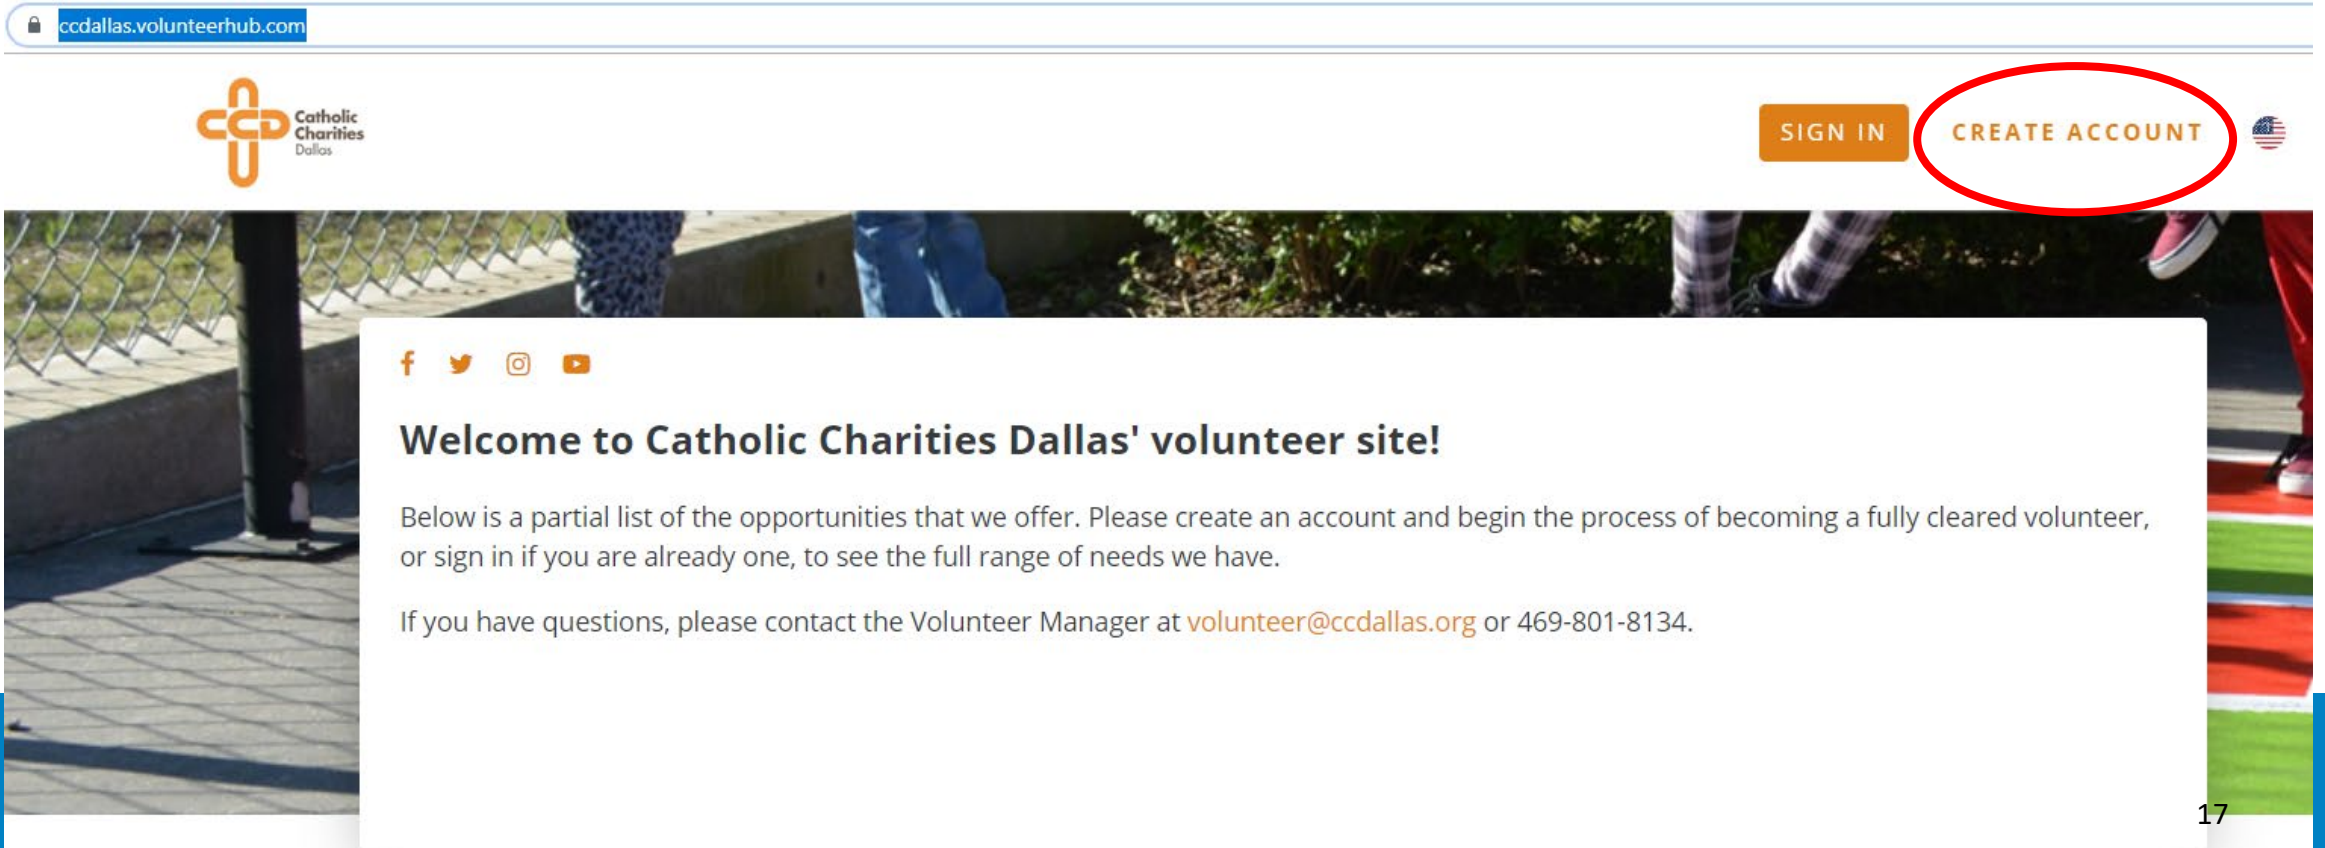 ccdallas.volunteerhub.com
CCD
Catholic
Charities
Dallas
SIGN IN
CREATE ACCOUNT
Welcome to Catholic Charities Dallas' volunteer site!
Below is a partial list of the opportunities that we offer. Please create an account and begin the process of becoming a fully cleared volunteer,
or sign in if you are already one, to see the full range of needs we have.
If you have questions, please contact the Volunteer Manager at volunteer@ccdallas.org or 469-801-8134.
17